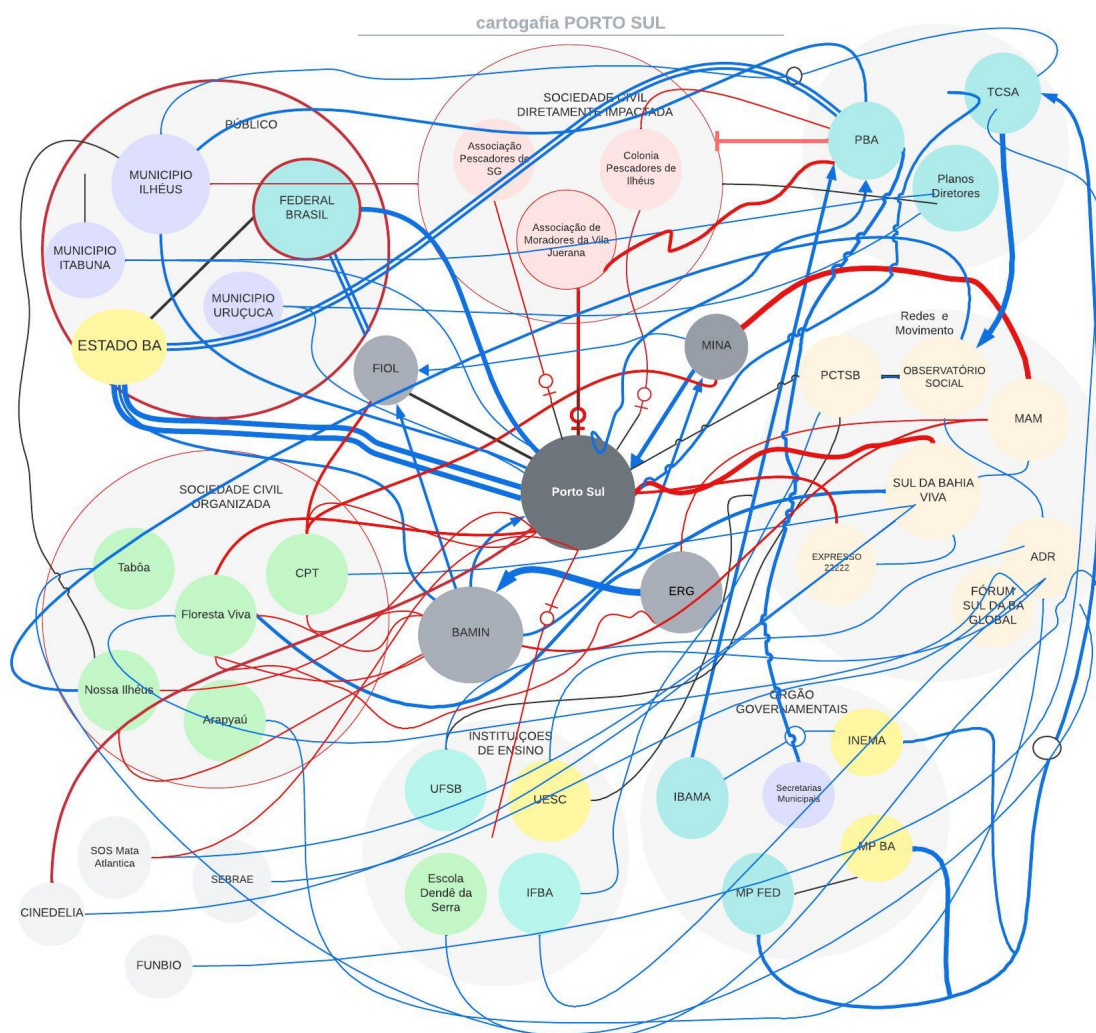 cartogafia PORTO SUL
PÚBLICO
MUNICIPIO
ILHÉUS
FEDERAL
BRASIL
MUNICIPIO
ITABUNA
MUNICIPIO
URUÇUCA
ESTADO BA
SOCIEDADE CIVIL
DIRETAMENTE IMPACTADA
Associação
Pescadores de
SG
Colonia
Pescadores de
Ilhéus
Associação de
Moradores da Vila
Juerana
PBA
TCSA
Planos
Diretores
FIOL
MINA
Porto Sul
BAMIN
ERG
Redes e
Movimento
PCTSB
OBSERVATÓRIO
SOCIAL
MAM
SUL DA BAHIA
VIVA
EXPRESSO
22222
ADR
FÓRUM
SUL DA BA
GLOBAL
SOCIEDADE CIVIL
ORGANIZADA
Tabôa
CPT
Floresta Viva
Nossa Ilhéus
Arapyaú
SOS Mata
Atlantica
SEBRAE
CINEDELIA
FUNBIO
INSTITUIÇOES
DE ENSINO
UFSB
UESC
Escola
Dendê da
Serra
IFBA
ÓRGÃO
GOVERNAMENTAIS
INEMA
IBAMA
Secretarias
Municipais
MP BA
MP FED